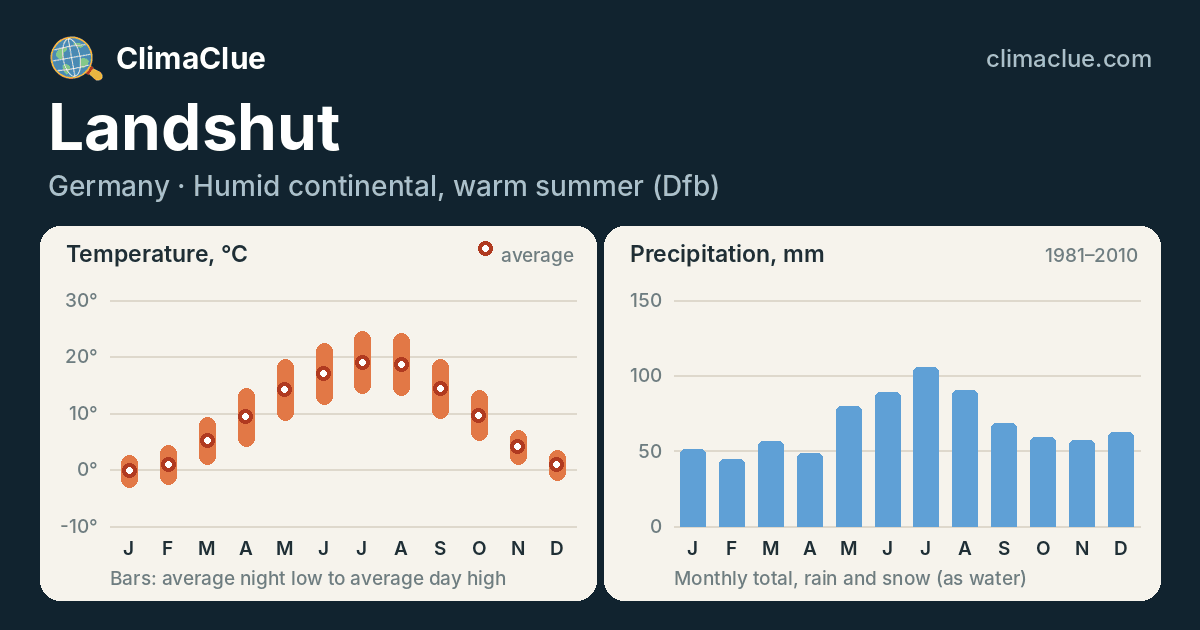 ClimaClue
climaclue.com
Landshut
Germany · Humid continental, warm summer (Dfb)
Temperature, °C
average
30°
20°
10°
0°
-10°
J F M A M J J A S O N D
Bars: average night low to average day high
Precipitation, mm
1981–2010
150
100
50
0
J F M A M J J A S O N D
Monthly total, rain and snow (as water)